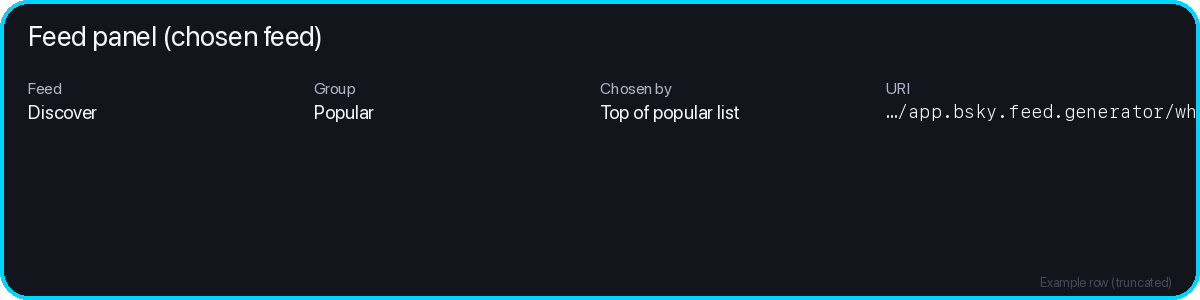 Feed panel (chosen feed)
Feed Group Chosen by URI
Discover Popular Top of popular list …/app.bsky.feed.generator/wh
Example row (truncated)